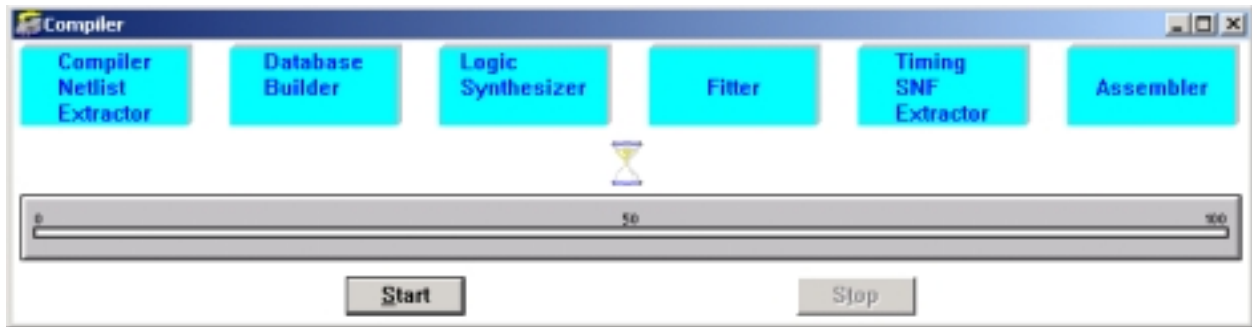 Compiler
Compiler
Netlist
Extractor
Database
Builder
Logic
Synthesizer
Fitter
Timing
SNF
Extractor
Assembler
0
50
100
Start
Stop